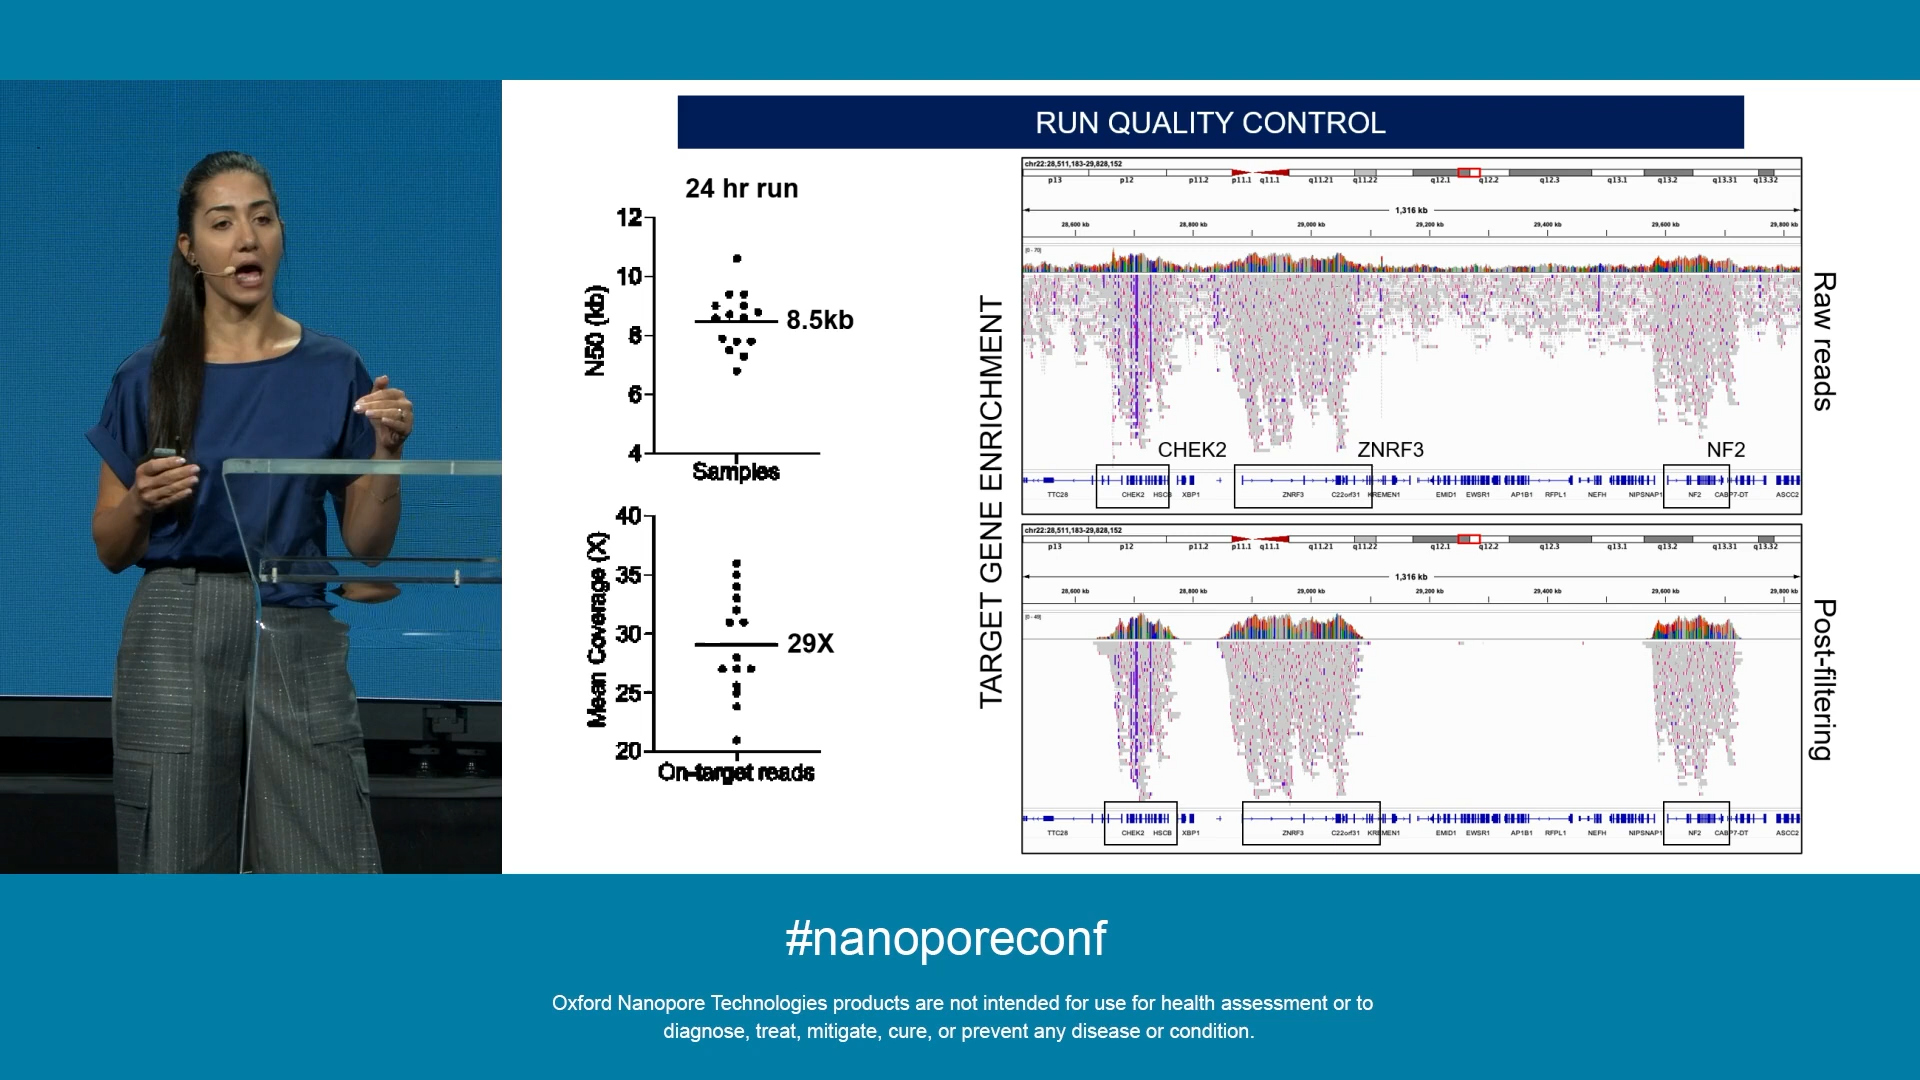 RUN QUALITY CONTROL
24 hr run
12
10
8
6
4
N50 (kb)
8.5kb
Samples
40
35
30
25
20
Mean Coverage (X)
29X
On-target reads
TARGET GENE ENRICHMENT
chr22:28,511,183-29,828,152
p13 p12 p11.2 p11.1 q11.1 q11.21 q11.22 q12.1 q12.2 q12.3 q13.1 q13.2 q13.31 q13.32
1,316 kb
28,600 kb 28,800 kb 29,000 kb 29,200 kb 29,400 kb 29,600 kb 29,800 kb
[0 - 70]
Raw reads
CHEK2 ZNRF3 NF2
TTC28 CHEK2 HSCB XBP1 ZNRF3 C22orf31 KREMEN1 EMID1 EWSR1 AP1B1 RFPL1 NEFH NIPSNAP1 NF2 CABP7-DT ASCC2
chr22:28,511,183-29,828,152
p13 p12 p11.2 p11.1 q11.1 q11.21 q11.22 q12.1 q12.2 q12.3 q13.1 q13.2 q13.31 q13.32
1,316 kb
28,600 kb 28,800 kb 29,000 kb 29,200 kb 29,400 kb 29,600 kb 29,800 kb
[0 - 48]
Post-filtering
TTC28 CHEK2 HSCB XBP1 ZNRF3 C22orf31 KREMEN1 EMID1 EWSR1 AP1B1 RFPL1 NEFH NIPSNAP1 NF2 CABP7-DT ASCC2
#nanoporeconf
Oxford Nanopore Technologies products are not intended for use for health assessment or to
diagnose, treat, mitigate, cure, or prevent any disease or condition.